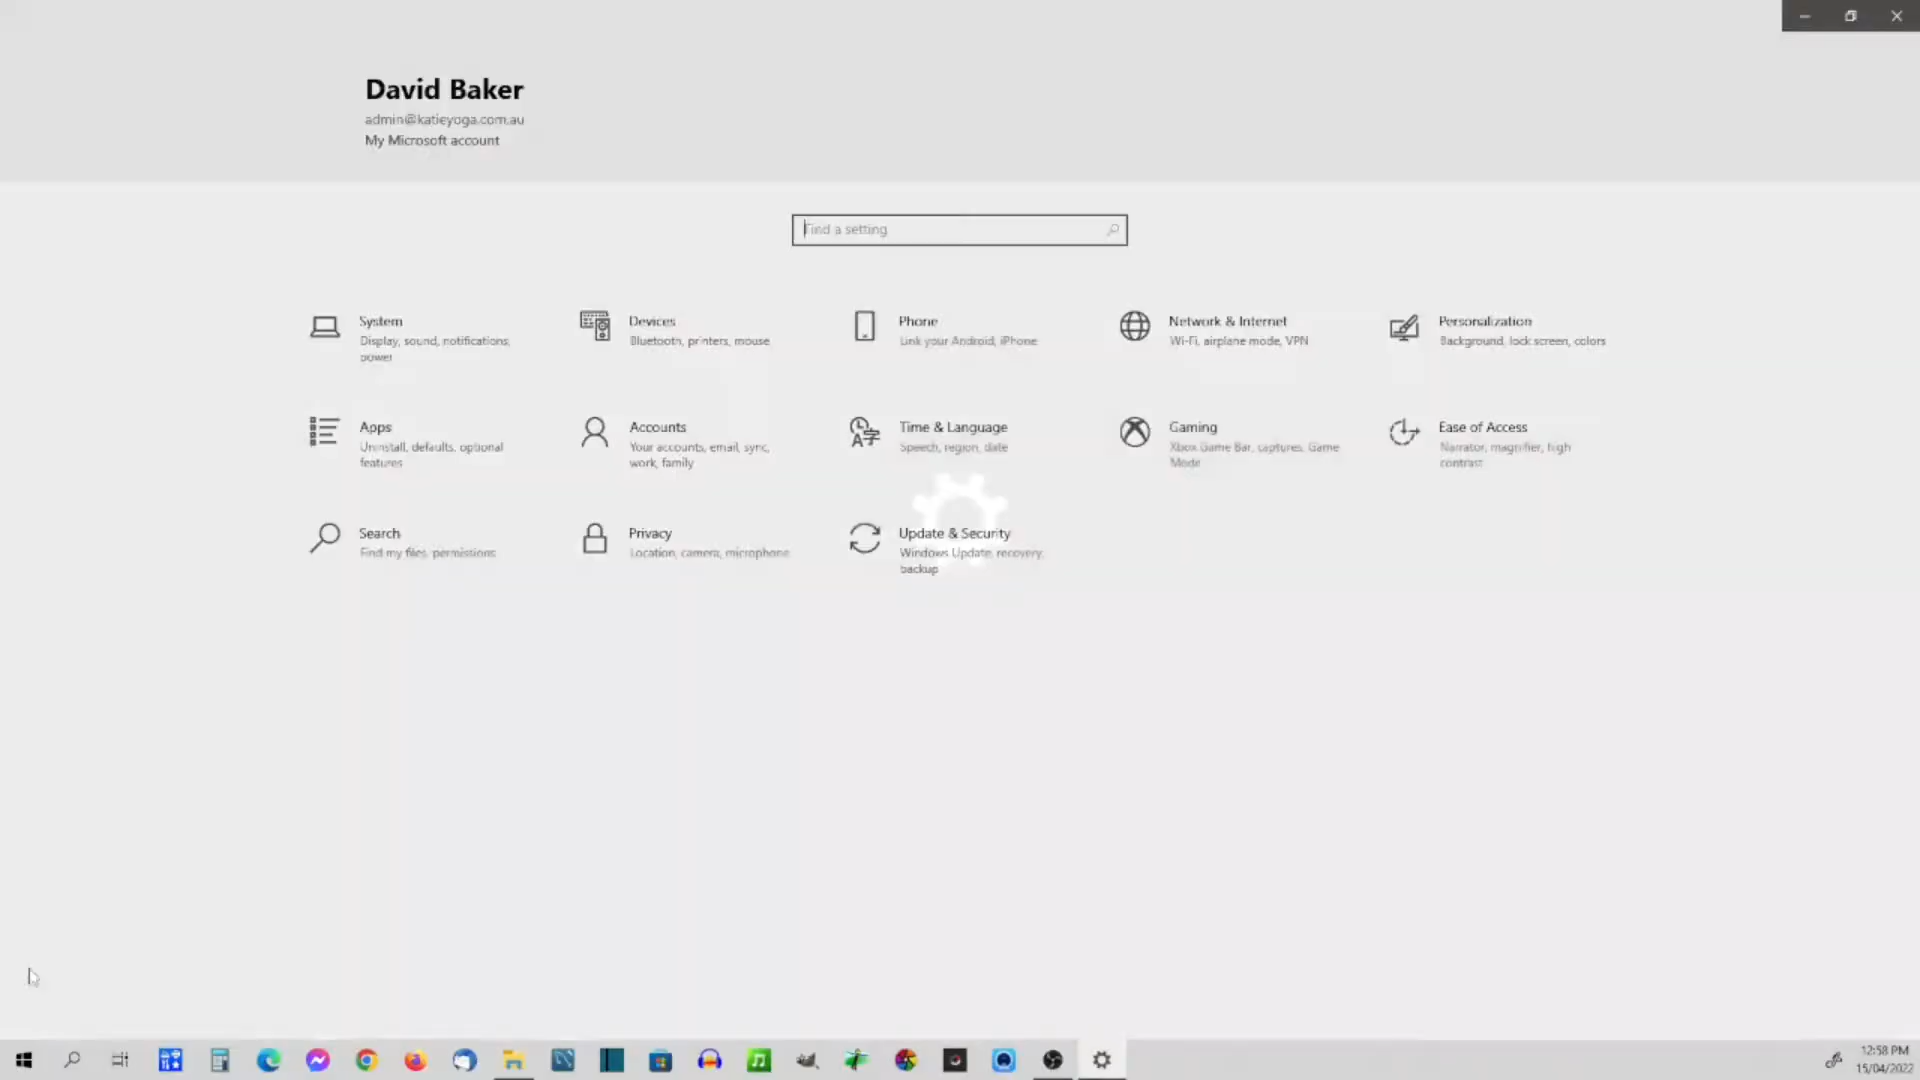 David Baker
admin@katieyoga.com.au
My Microsoft account
Find a setting
System
Display, sound, notifications,
power
Devices
Bluetooth, printers, mouse
Phone
Link your Android, iPhone
Network & Internet
Wi-Fi, airplane mode, VPN
Personalization
Background, lock screen, colors
Apps
Uninstall, defaults, optional
features
Accounts
Your accounts, email, sync,
work, family
Time & Language
Speech, region, date
Gaming
Xbox Game Bar, captures, Game
Mode
Ease of Access
Narrator, magnifier, high
contrast
Search
Find my files, permissions
Privacy
Location, camera, microphone
Update & Security
Windows Update, recovery,
backup
12:58 PM
15/04/2022